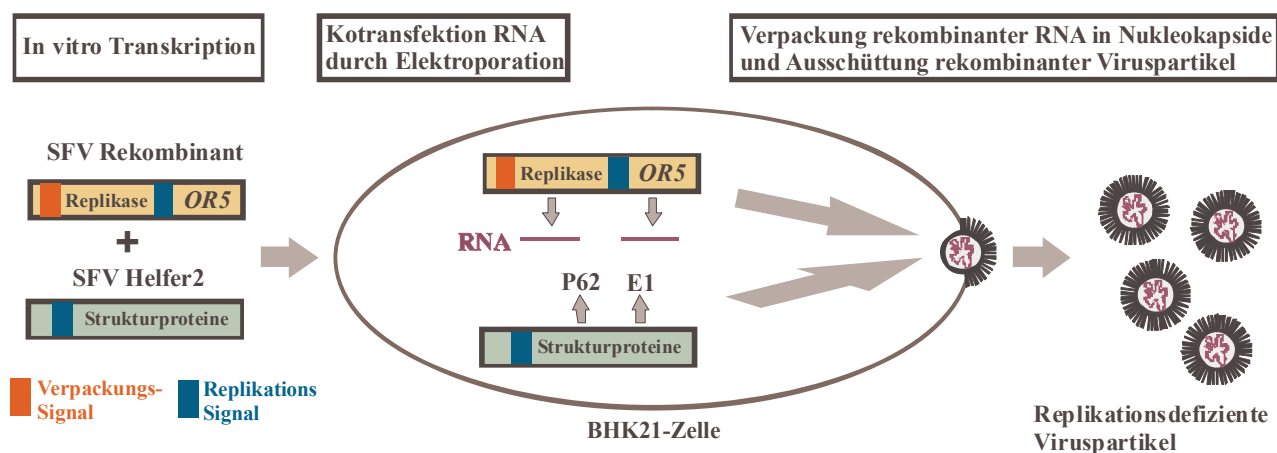 In vitro Transkription
Kotransfektion RNA
durch Elektroporation
Verpackung rekombinanter RNA in Nukleokapside
und Ausschüttung rekombinanter Viruspartikel
SFV Rekombinant
Replikase OR5
+
SFV Helfer2
Strukturproteine
Verpackungs-
Signal
Replikations
Signal
Replikase OR5
RNA
P62 E1
Strukturproteine
BHK21-Zelle
Replikationsdefiziente
Viruspartikel